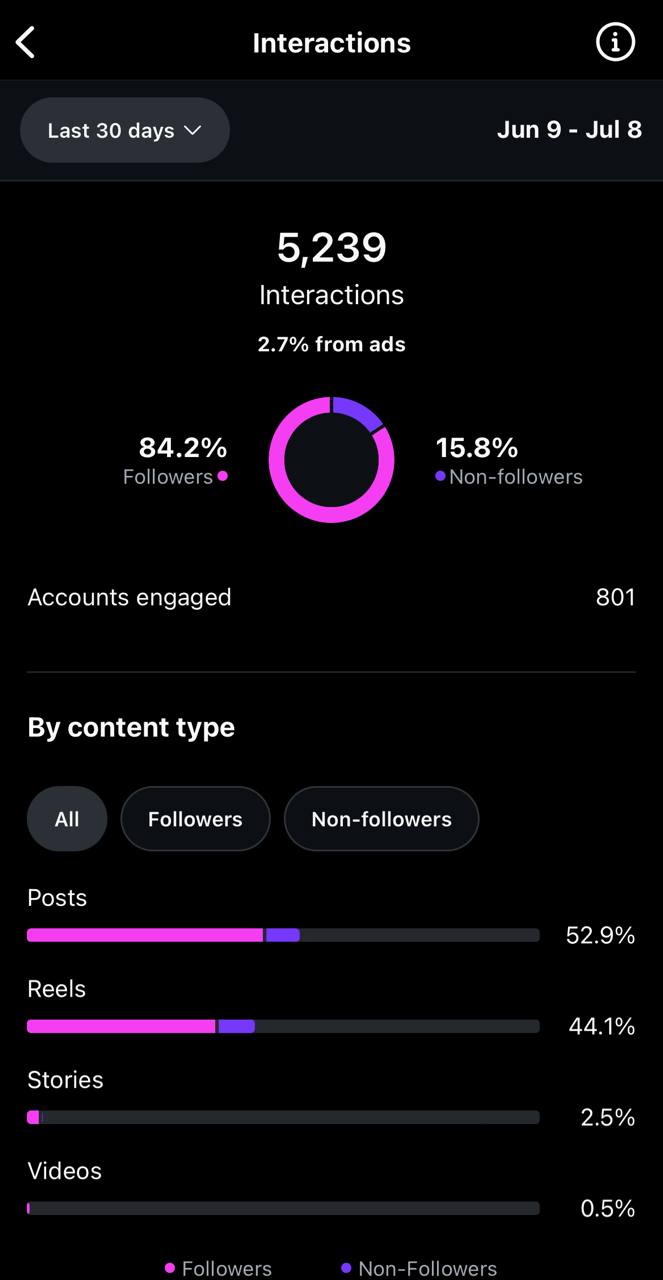 Interactions
Last 30 days
Jun 9 - Jul 8
5,239
Interactions
2.7% from ads
84.2%
Followers
15.8%
Non-followers
Accounts engaged 801
By content type
All Followers Non-followers
Posts
52.9%
Reels
44.1%
Stories
2.5%
Videos
0.5%
Followers Non-Followers